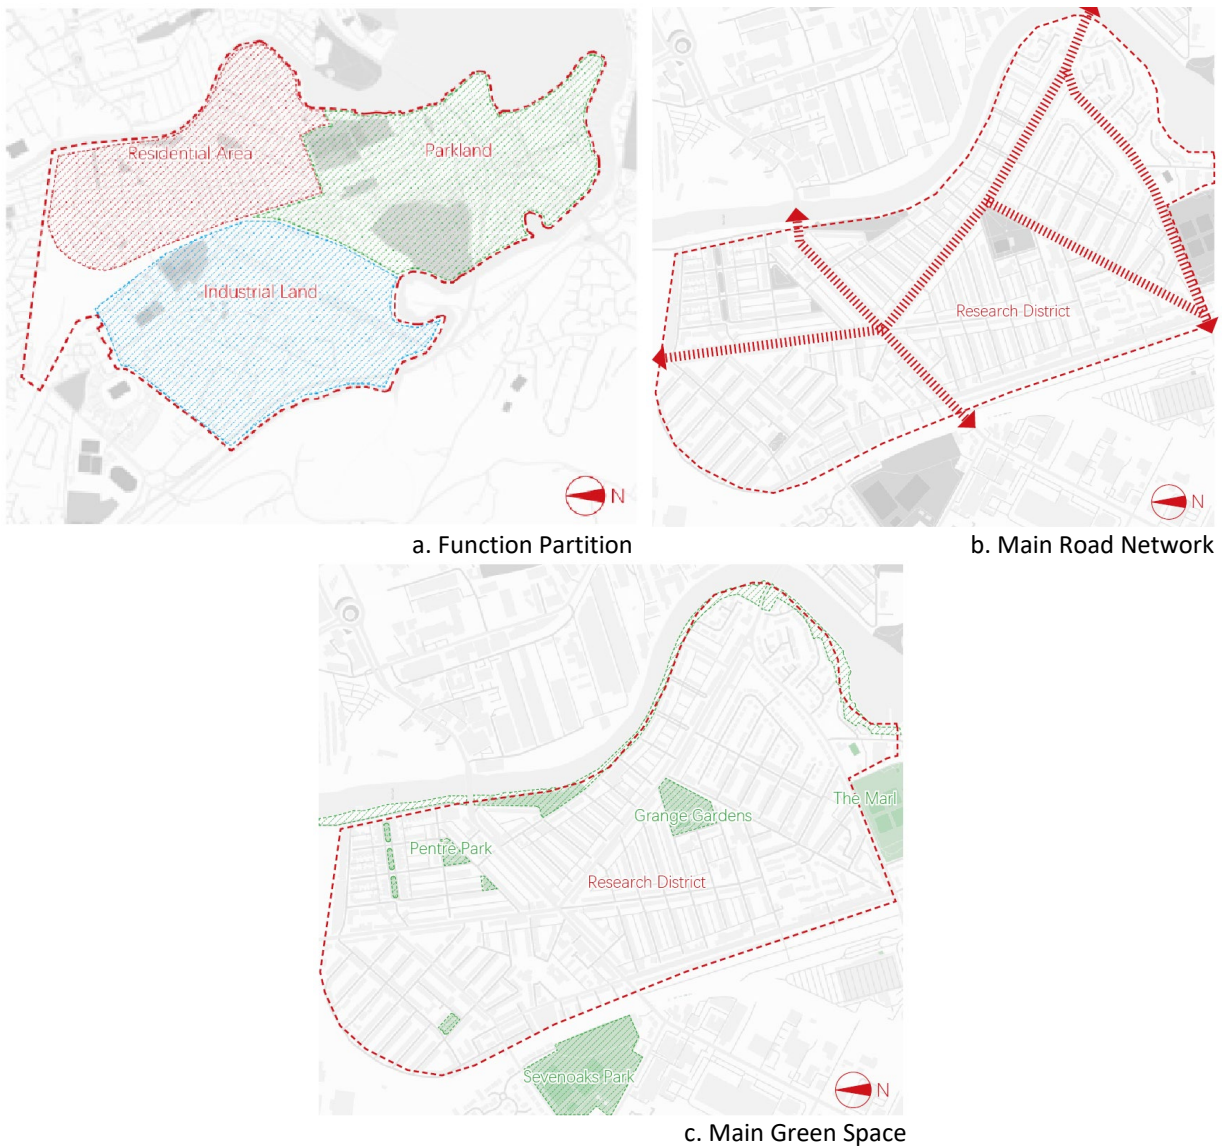 Residential Area
Parkland
Industrial Land
N
a. Function Partition
Research District
N
b. Main Road Network
The Marl
Grange Gardens
Pentre Park
Research District
Sevenoaks Park
N
c. Main Green Space